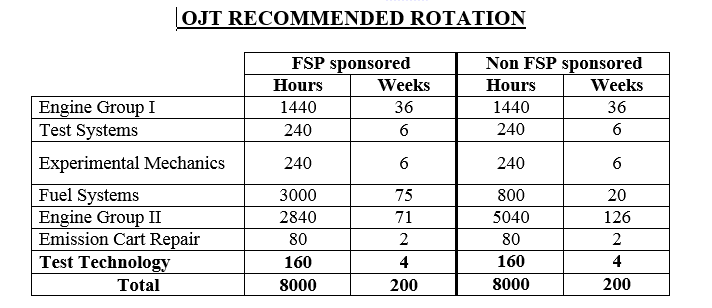 OJT RECOMMENDED ROTATION
FSP sponsored Non FSP sponsored
Hours Weeks Hours Weeks
Engine Group I 1440 36 1440 36
Test Systems 240 6 240 6
Experimental Mechanics 240 6 240 6
Fuel Systems 3000 75 800 20
Engine Group II 2840 71 5040 126
Emission Cart Repair 80 2 80 2
Test Technology 160 4 160 4
Total 8000 200 8000 200